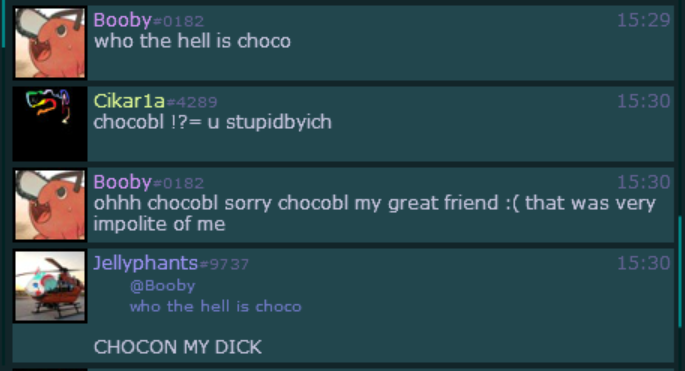 Booby#0182 15:29
who the hell is choco
Cikar1a#4289 15:30
chocobl !?= u stupidbyich
Booby#0182 15:30
ohhh chocobl sorry chocobl my great friend :( that was very
impolite of me
Jellyphants#9737 15:30
@Booby
who the hell is choco
CHOCON MY DICK